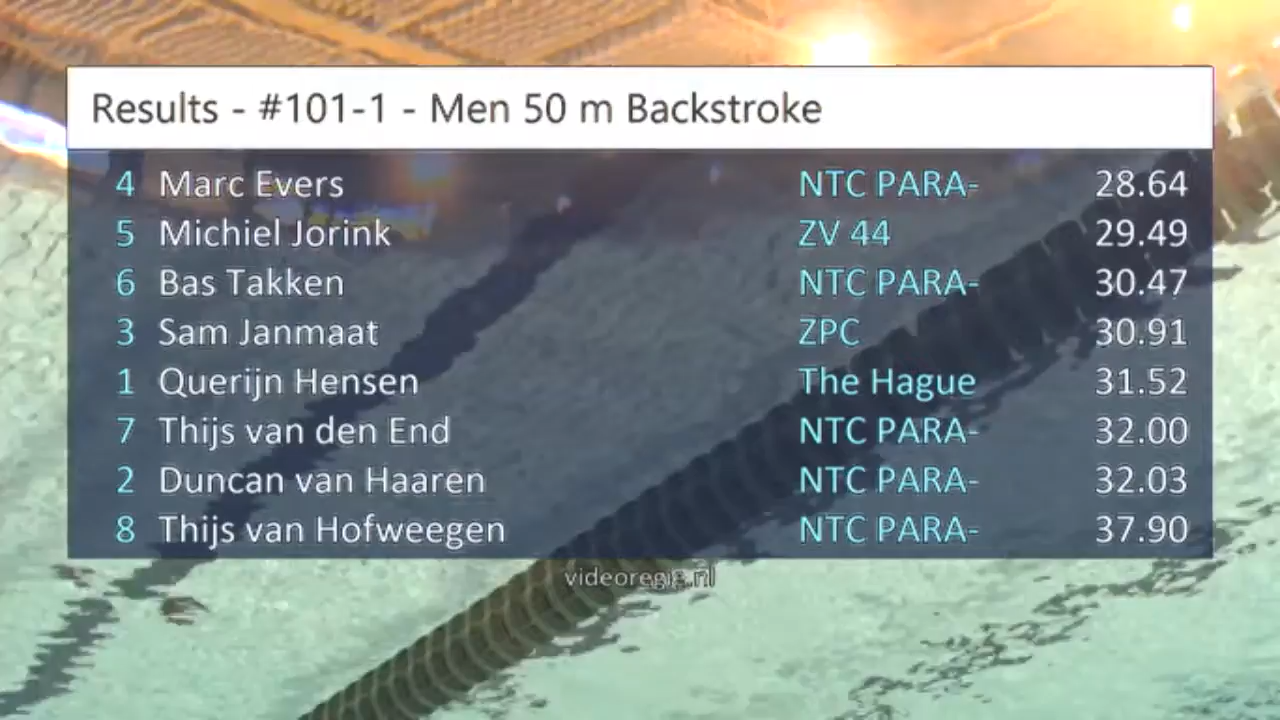 Results - #101-1 - Men 50 m Backstroke
4 Marc Evers NTC PARA- 28.64
5 Michiel Jorink ZV 44 29.49
6 Bas Takken NTC PARA- 30.47
3 Sam Janmaat ZPC 30.91
1 Querijn Hensen The Hague 31.52
7 Thijs van den End NTC PARA- 32.00
2 Duncan van Haaren NTC PARA- 32.03
8 Thijs van Hofweegen NTC PARA- 37.90
videoregie.nl